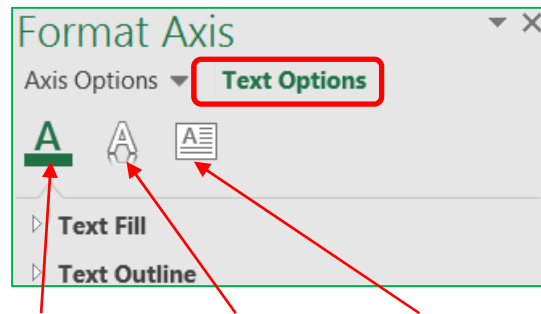 Format Axis
Axis Options Text Options
A A A
Text Fill
Text Outline